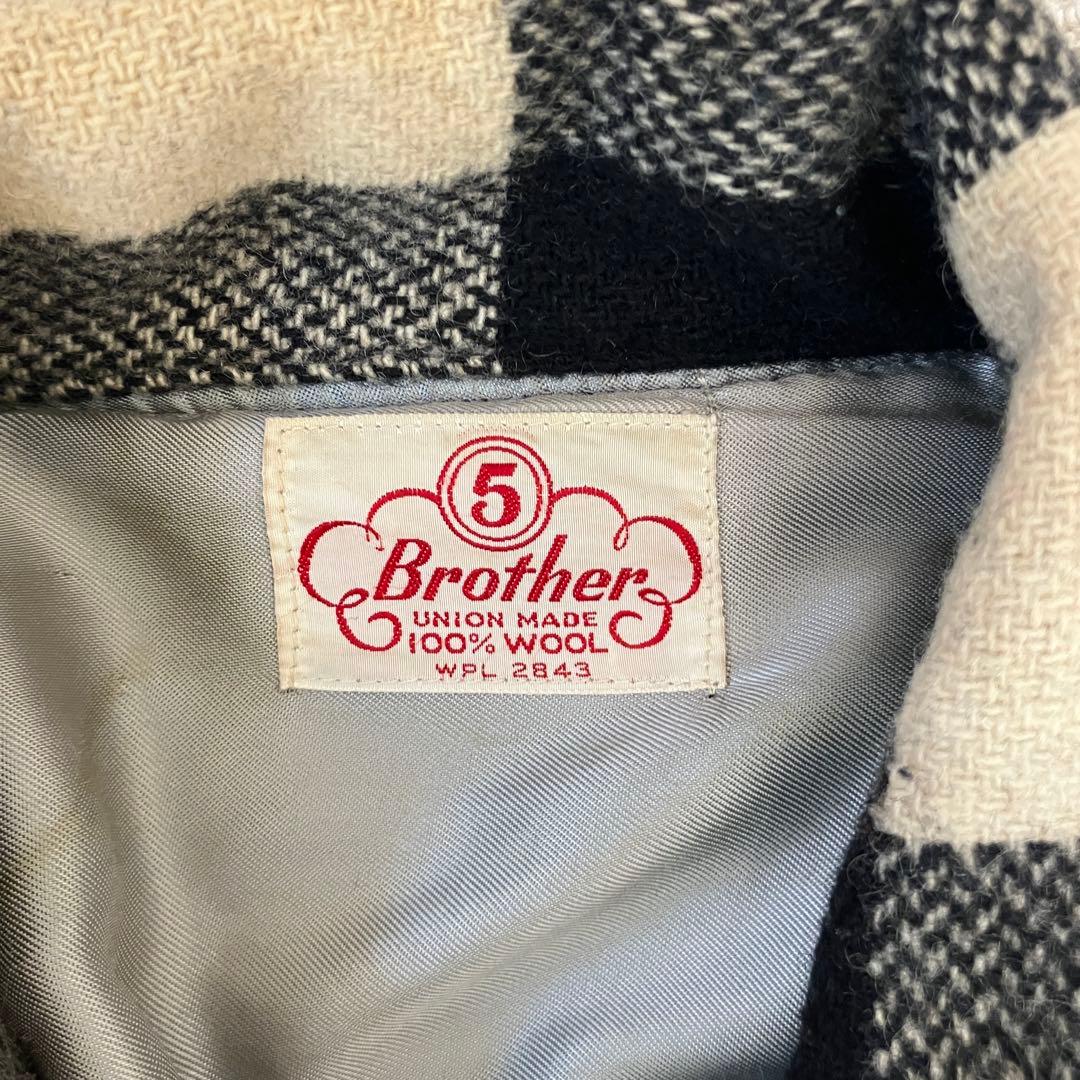 5
Brother
UNION MADE
100% WOOL
WPL 2843